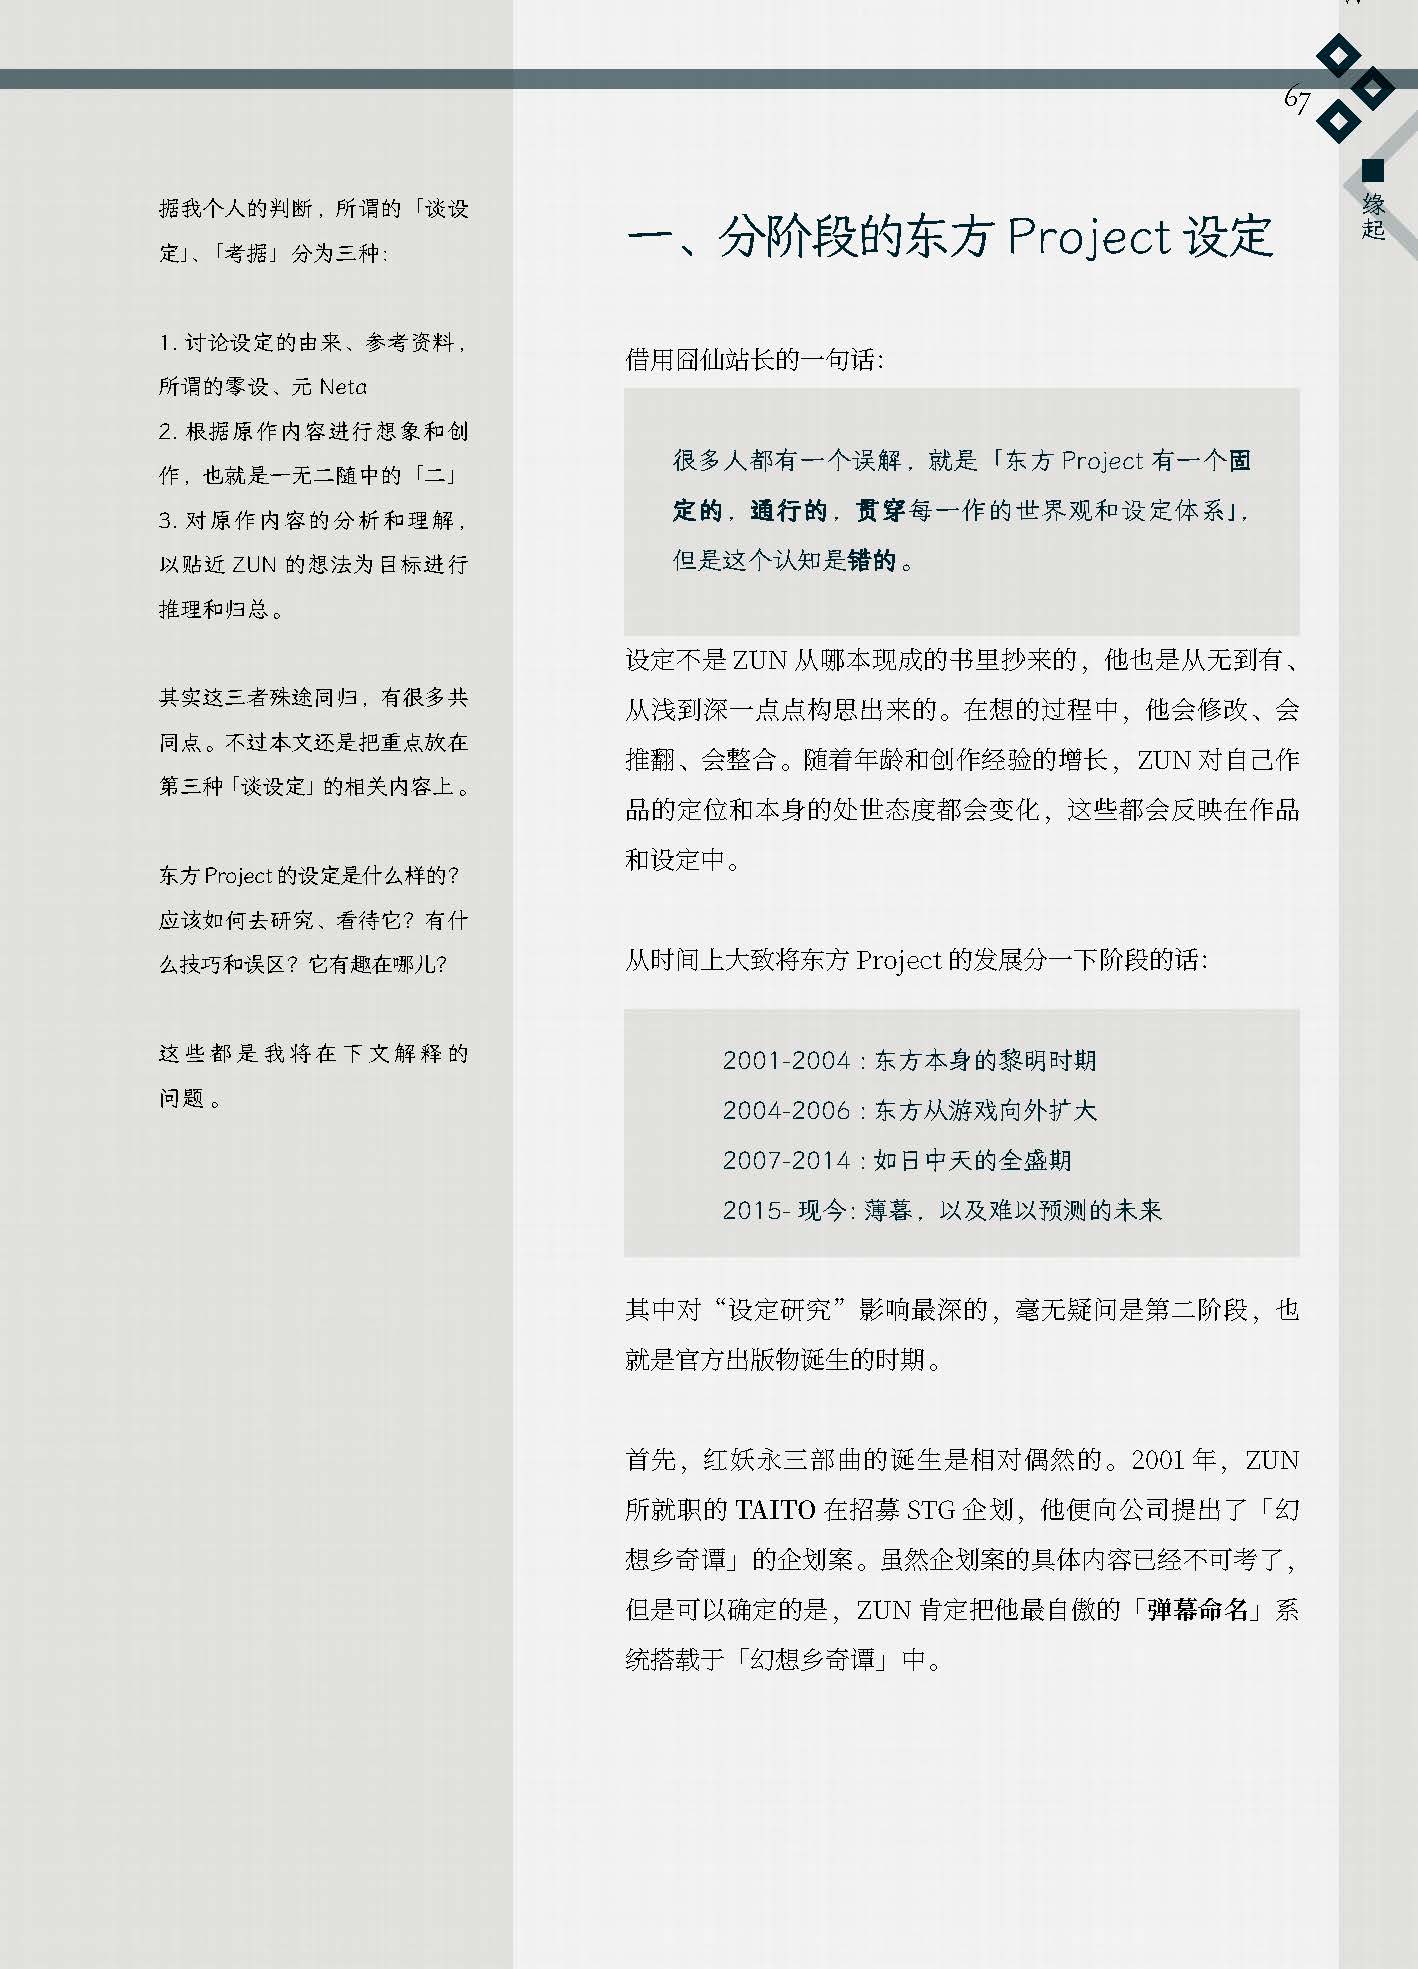 67
缘起
据我个人的判断，所谓的「谈设
定」、「考据」分为三种：
1. 讨论设定的由来、参考资料，
所谓的零设、元 Neta
2. 根据原作内容进行想象和创
作，也就是一无二随中的「二」
3. 对原作内容的分析和理解，
以贴近 ZUN 的想法为目标进行
推理和归总。
其实这三者殊途同归，有很多共
同点。不过本文还是把重点放在
第三种「谈设定」的相关内容上。
东方 Project 的设定是什么样的？
应该如何去研究、看待它？有什
么技巧和误区？它有趣在哪儿？
这些都是我将在下文解释的
问题。
一、分阶段的东方 Project 设定
借用囧仙站长的一句话：
很多人都有一个误解，就是「东方 Project 有一个固
定的，通行的，贯穿每一作的世界观和设定体系」，
但是这个认知是错的。
设定不是 ZUN 从哪本现成的书里抄来的，他也是从无到有、
从浅到深一点点构思出来的。在想的过程中，他会修改、会
推翻、会整合。随着年龄和创作经验的增长，ZUN 对自己作
品的定位和本身的处世态度都会变化，这些都会反映在作品
和设定中。
从时间上大致将东方 Project 的发展分一下阶段的话：
2001-2004：东方本身的黎明时期
2004-2006：东方从游戏向外扩大
2007-2014：如日中天的全盛期
2015- 现今：薄暮，以及难以预测的未来
其中对“设定研究”影响最深的，毫无疑问是第二阶段，也
就是官方出版物诞生的时期。
首先，红妖永三部曲的诞生是相对偶然的。2001 年，ZUN
所就职的 TAITO 在招募 STG 企划，他便向公司提出了「幻
想乡奇谭」的企划案。虽然企划案的具体内容已经不可考了，
但是可以确定的是，ZUN 肯定把他最自傲的「弹幕命名」系
统搭载于「幻想乡奇谭」中。